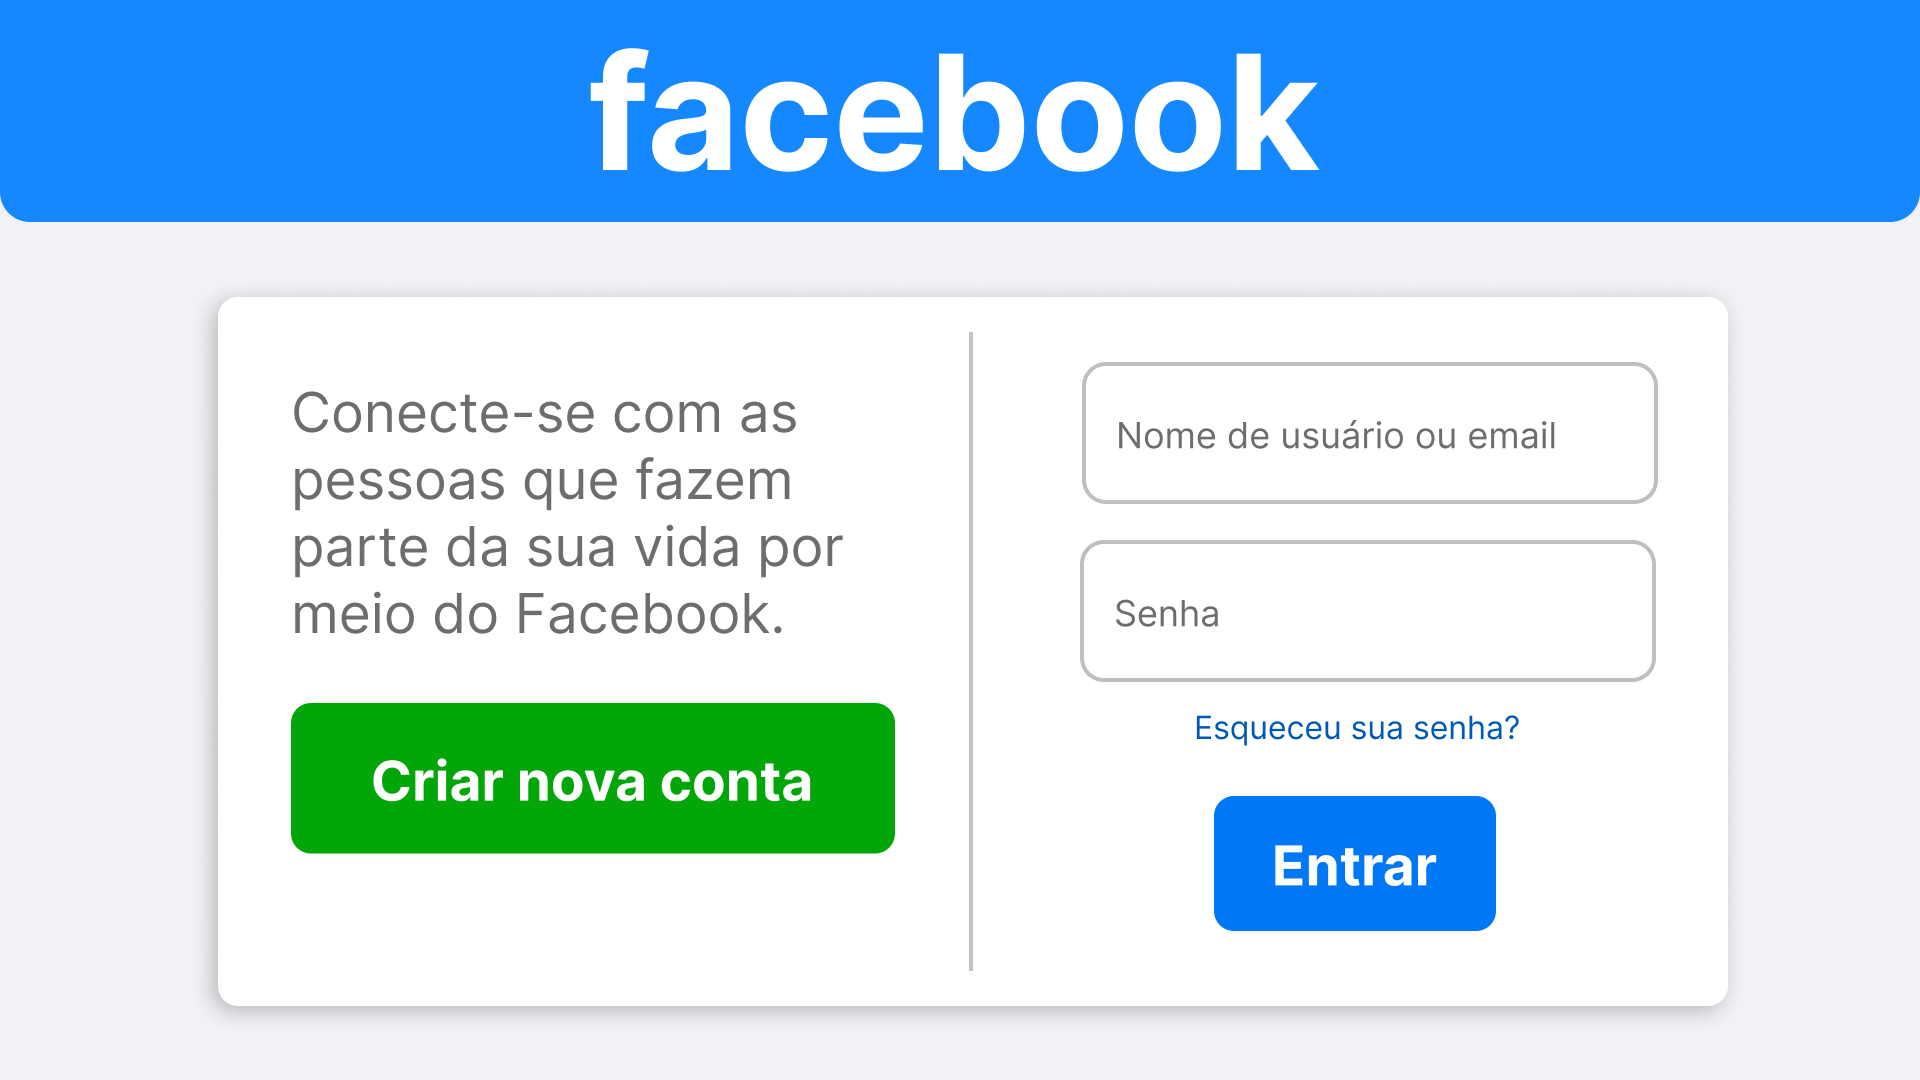 facebook
Conecte-se com as
pessoas que fazem
parte da sua vida por
meio do Facebook.
Criar nova conta
Nome de usuário ou email
Senha
Esqueceu sua senha?
Entrar